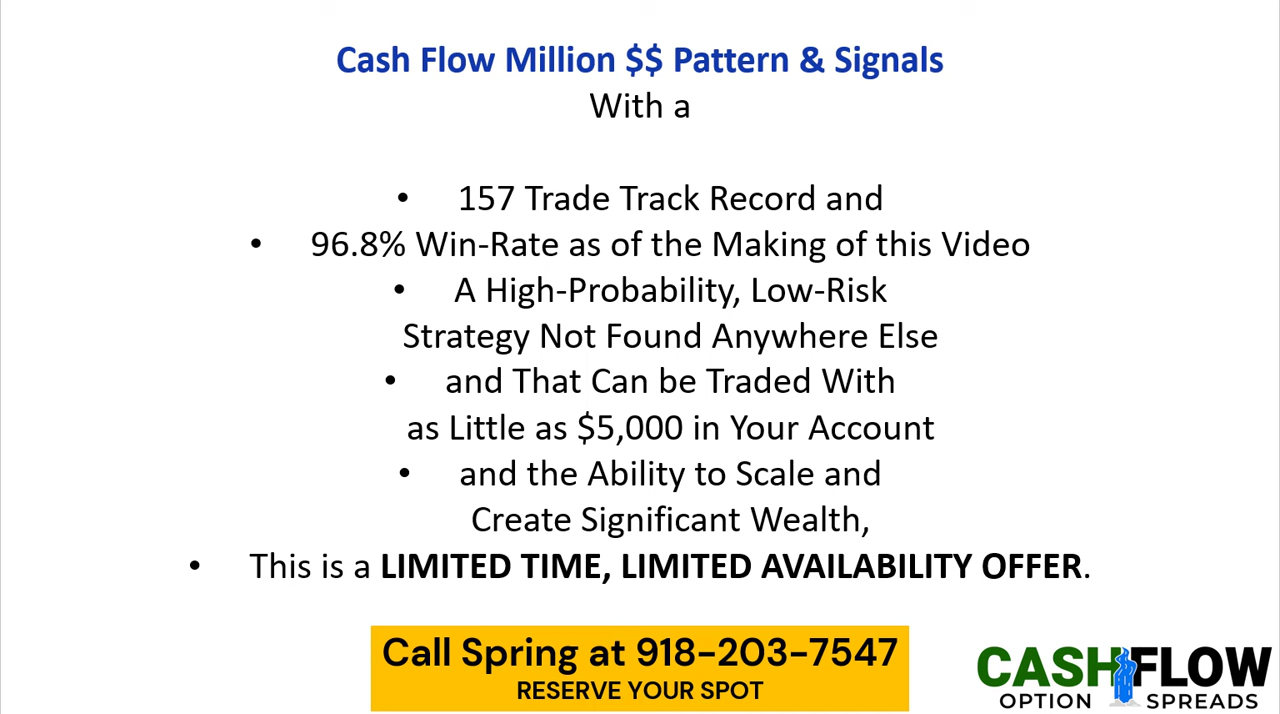 Cash Flow Million $$ Pattern & Signals
With a
• 157 Trade Track Record and
• 96.8% Win-Rate as of the Making of this Video
• A High-Probability, Low-Risk
Strategy Not Found Anywhere Else
• and That Can be Traded With
as Little as $5,000 in Your Account
• and the Ability to Scale and
Create Significant Wealth,
• This is a LIMITED TIME, LIMITED AVAILABILITY OFFER.
Call Spring at 918-203-7547
RESERVE YOUR SPOT
CASH FLOW
OPTION SPREADS